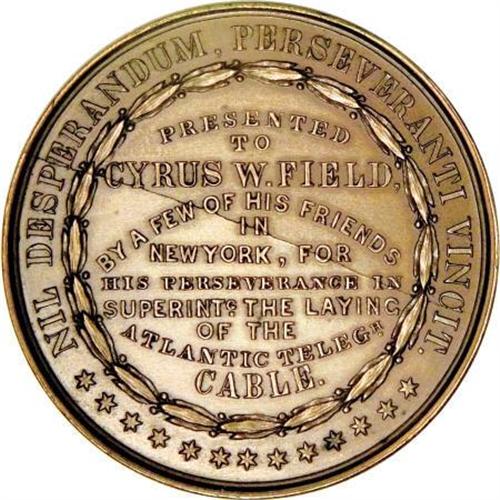 NIL DESPERANDUM. PERSEVERANTI VINCIT.
PRESENTED
TO
CYRUS W. FIELD,
BY A FEW OF HIS FRIENDS
IN
NEW YORK, FOR
HIS PERSEVERANCE IN
SUPERINTG. THE LAYING
OF THE
ATLANTIC TELEGH
CABLE.